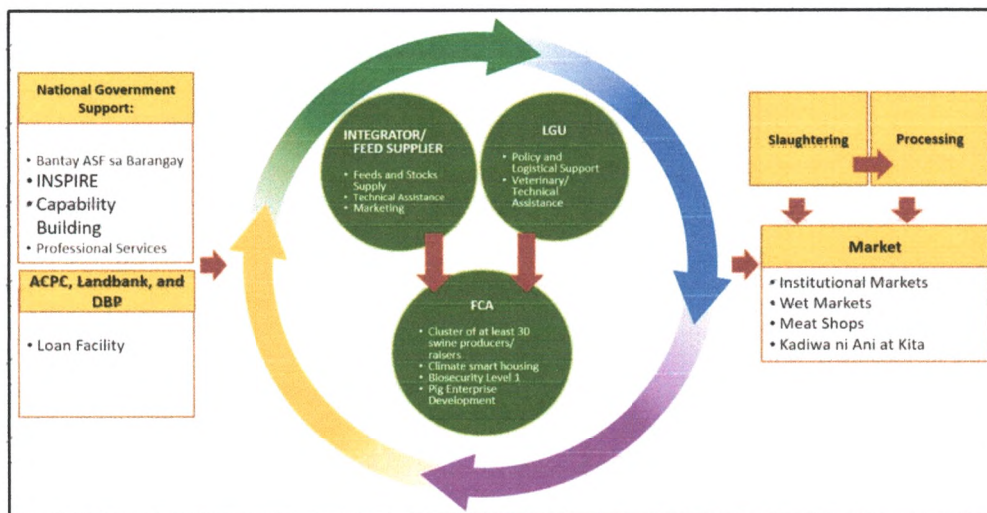 National Government
Support:
• Bantay ASF sa Barangay
• INSPIRE
• Capability
Building
• Professional Services
ACPC, Landbank, and
DBP
• Loan Facility
INTEGRATOR/
FEED SUPPLIER
• Feeds and Stocks
Supply
• Technical Assistance
• Marketing
LGU
• Policy and
Logistical Support
• Veterinary/
Technical
Assistance
FCA
• Cluster of at least 30
swine producers/
raisers
• Climate smart housing
• Biosecurity Level 1
• Pig Enterprise
Development
Slaughtering
Processing
Market
• Institutional Markets
• Wet Markets
• Meat Shops
• Kadiwa ni Ani at Kita